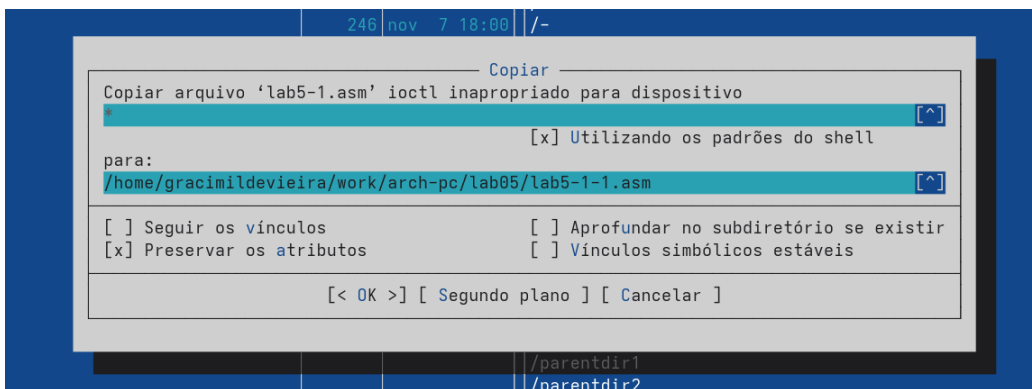 246 nov 7 18:00 /-
Copiar
Copiar arquivo ‘lab5-1.asm’ ioctl inapropriado para dispositivo
* [^]
[x] Utilizando os padrões do shell
para:
/home/gracimildevieira/work/arch-pc/lab05/lab5-1-1.asm [^]
[ ] Seguir os vínculos [ ] Aprofundar no subdiretório se existir
[x] Preservar os atributos [ ] Vínculos simbólicos estáveis
[< OK >] [ Segundo plano ] [ Cancelar ]
/parentdir1
/parentdir2